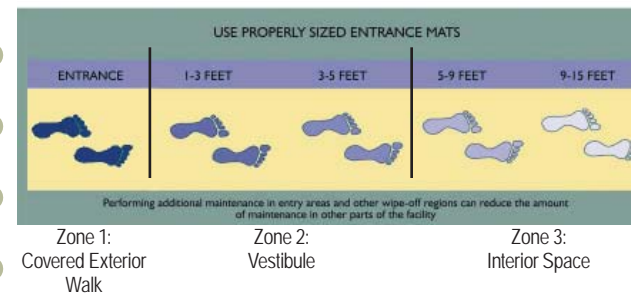 USE PROPERLY SIZED ENTRANCE MATS
ENTRANCE 1-3 FEET 3-5 FEET 5-9 FEET 9-15 FEET
Performing additional maintenance in entry areas and other wipe-off regions can reduce the amount
of maintenance in other parts of the facility
Zone 1:
Covered Exterior
Walk
Zone 2:
Vestibule
Zone 3:
Interior Space